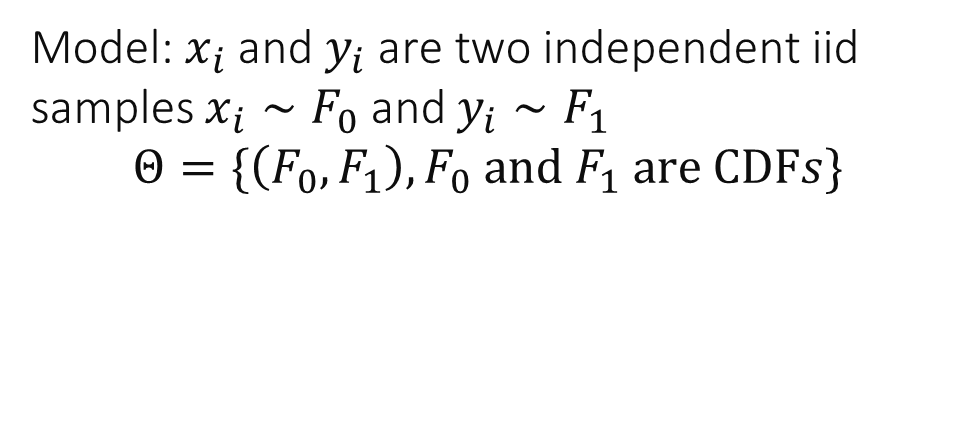 Model: 𝑥ᵢ and 𝑦ᵢ are two independent iid
samples 𝑥ᵢ ~ 𝐹₀ and 𝑦ᵢ ~ 𝐹₁
Θ = {(𝐹₀, 𝐹₁), 𝐹₀ and 𝐹₁ are CDFs}